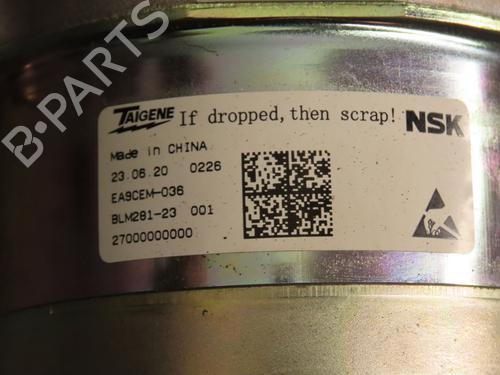 B-PARTS
TAIGENE If dropped, then scrap! NSK
Made in CHINA
23.06.20 0226
EA9CEM-036
BLM291-23 001
27000000000